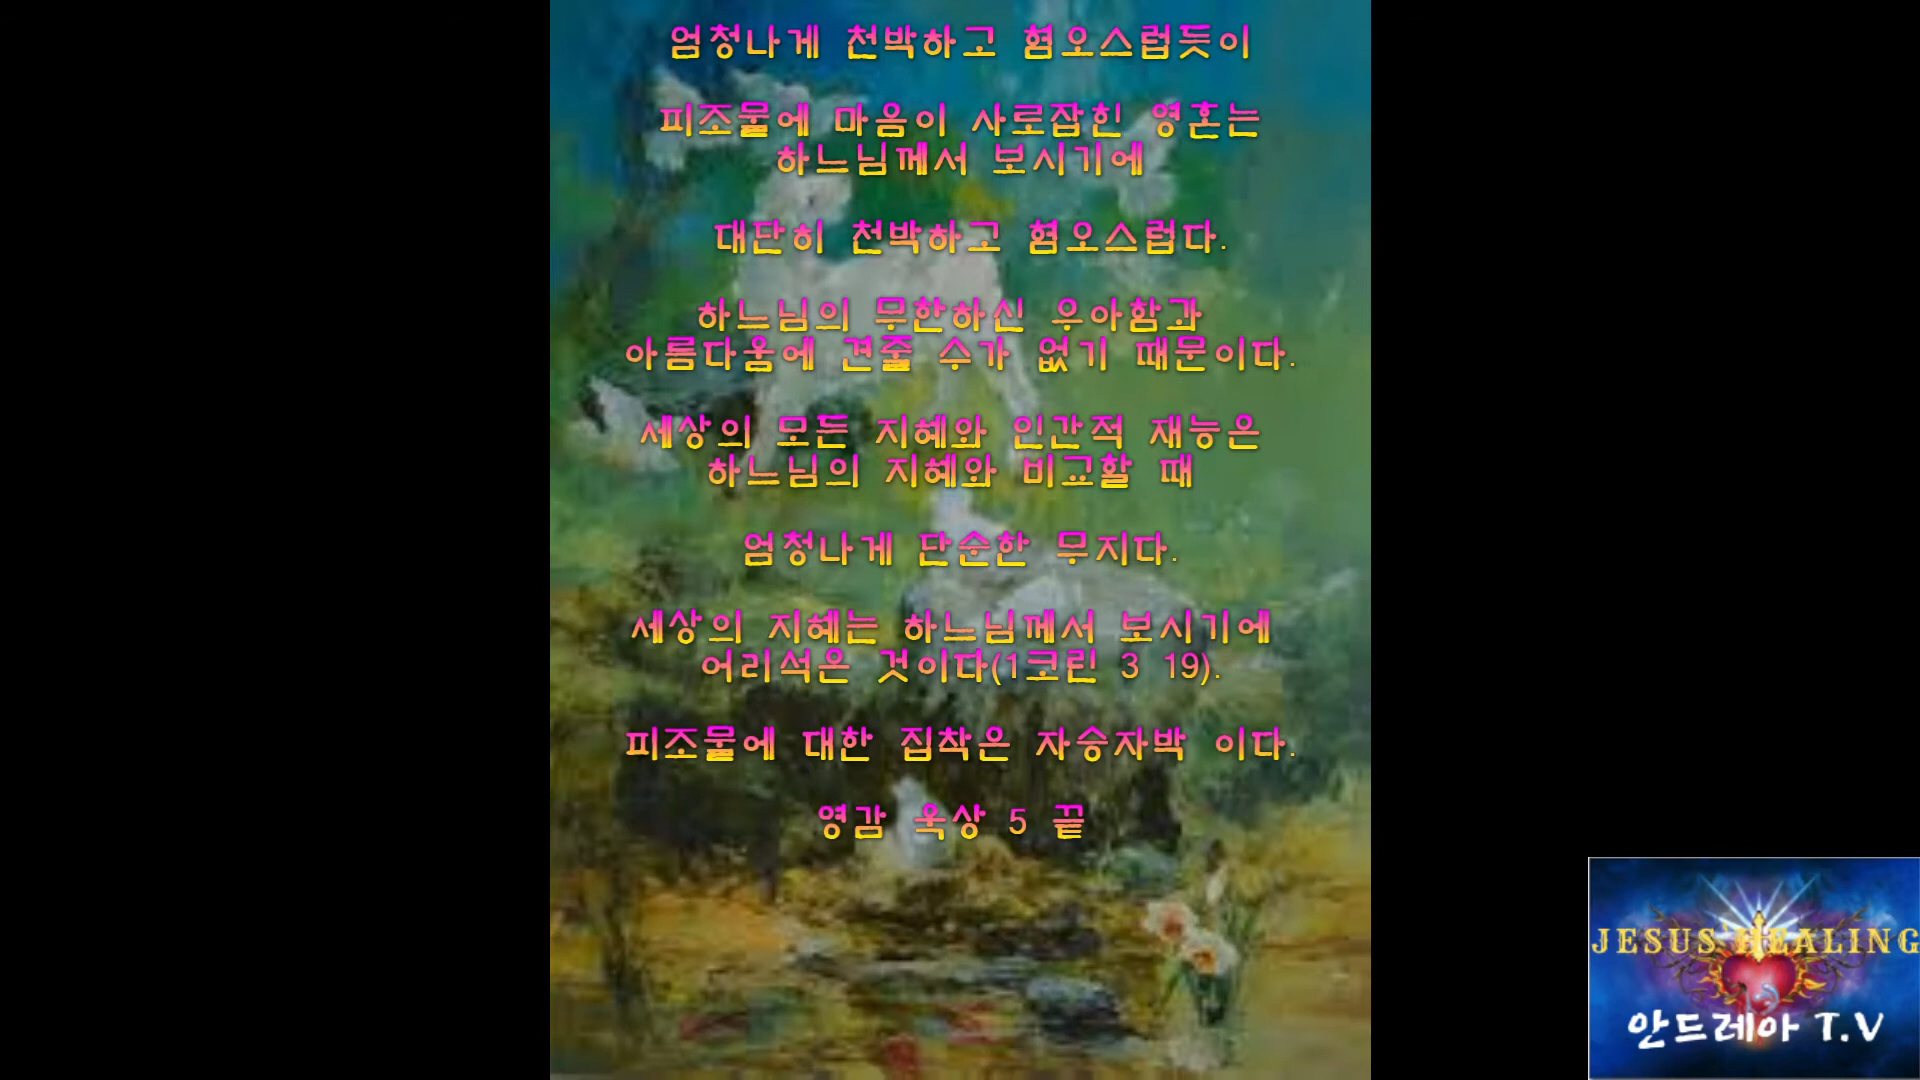 엄청나게 천박하고 혐오스럽듯이
피조물에 마음이 사로잡힌 영혼는
하느님께서 보시기에
대단히 천박하고 혐오스럽다.
하느님의 무한하신 우아함과
아름다움에 견줄 수가 없기 때문이다.
세상의 모든 지혜와 인간적 재능은
하느님의 지혜와 비교할 때
엄청나게 단순한 무지다.
세상의 지혜는 하느님께서 보시기에
어리석은 것이다(1코린 3 19).
피조물에 대한 집착은 자승자박 이다.
영감 옥상 5 끝
JESUS HEALING
안드레아 T.V